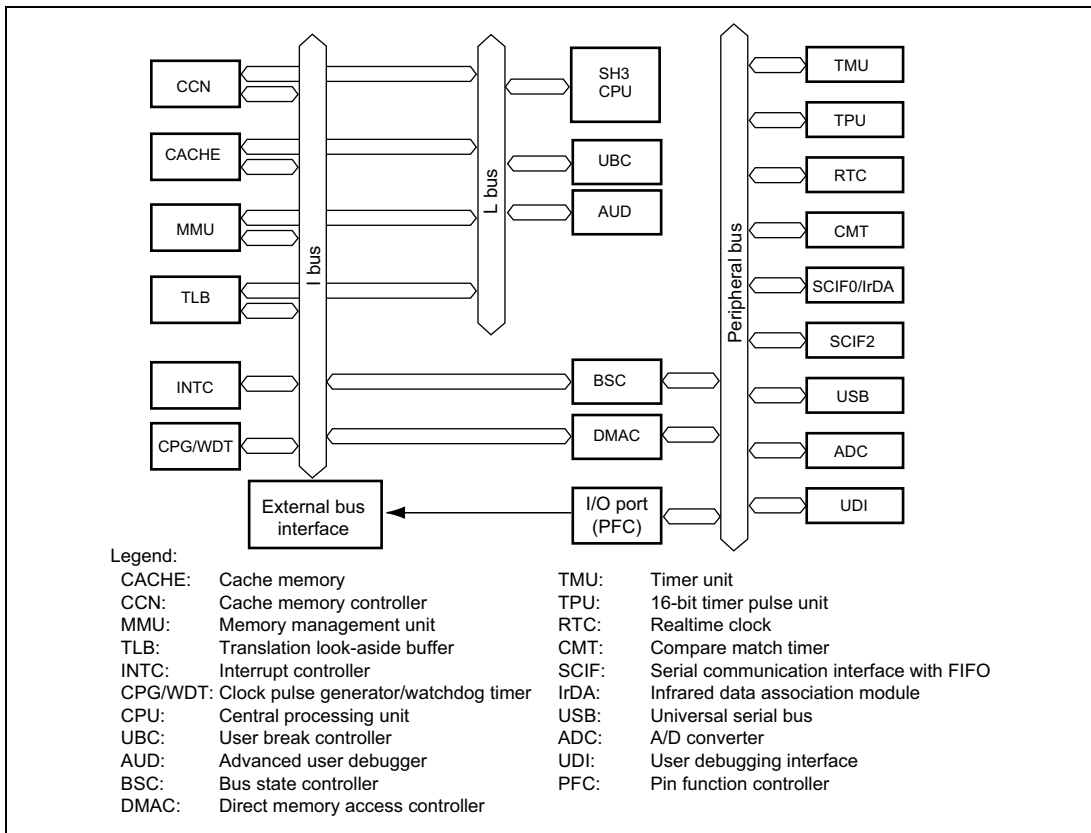 CCN
CACHE
MMU
TLB
INTC
CPG/WDT
I bus
L bus
SH3
CPU
UBC
AUD
BSC
DMAC
I/O port
(PFC)
External bus
interface
Peripheral bus
TMU
TPU
RTC
CMT
SCIF0/IrDA
SCIF2
USB
ADC
UDI
Legend:
CACHE: Cache memory
CCN: Cache memory controller
MMU: Memory management unit
TLB: Translation look-aside buffer
INTC: Interrupt controller
CPG/WDT: Clock pulse generator/watchdog timer
CPU: Central processing unit
UBC: User break controller
AUD: Advanced user debugger
BSC: Bus state controller
DMAC: Direct memory access controller
TMU: Timer unit
TPU: 16-bit timer pulse unit
RTC: Realtime clock
CMT: Compare match timer
SCIF: Serial communication interface with FIFO
IrDA: Infrared data association module
USB: Universal serial bus
ADC: A/D converter
UDI: User debugging interface
PFC: Pin function controller